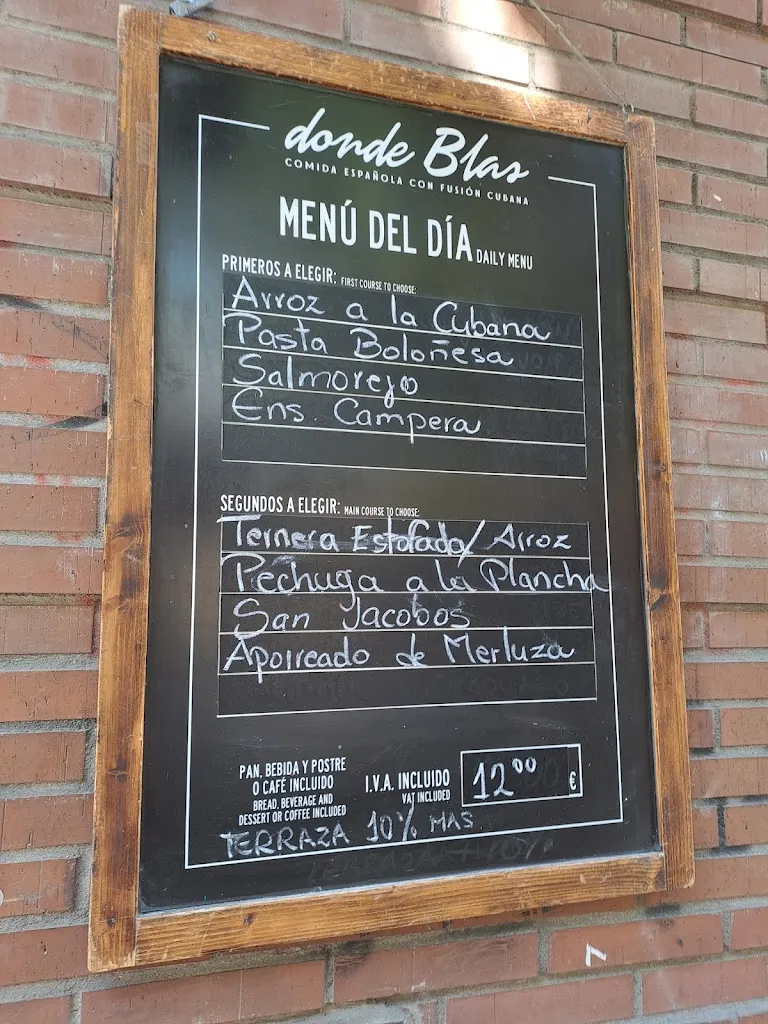 donde Blas
COMIDA ESPAÑOLA CON FUSIÓN CUBANA
MENÚ DEL DÍA DAILY MENU
PRIMEROS A ELEGIR: FIRST COURSE TO CHOOSE:
Arroz a la Cubana
Pasta Boloñesa
Salmorejo
Ens Campera
SEGUNDOS A ELEGIR: MAIN COURSE TO CHOOSE:
Ternera Estofada/Arroz
Pechuga a la Plancha
San Jacobos
Aporreado de Merluza
PAN, BEBIDA Y POSTRE
O CAFÉ INCLUIDO
BREAD, BEVERAGE AND
DESSERT OR COFFEE INCLUDED
I.V.A. INCLUIDO
VAT INCLUDED
12⁰⁰ €
TERRAZA 10% MAS